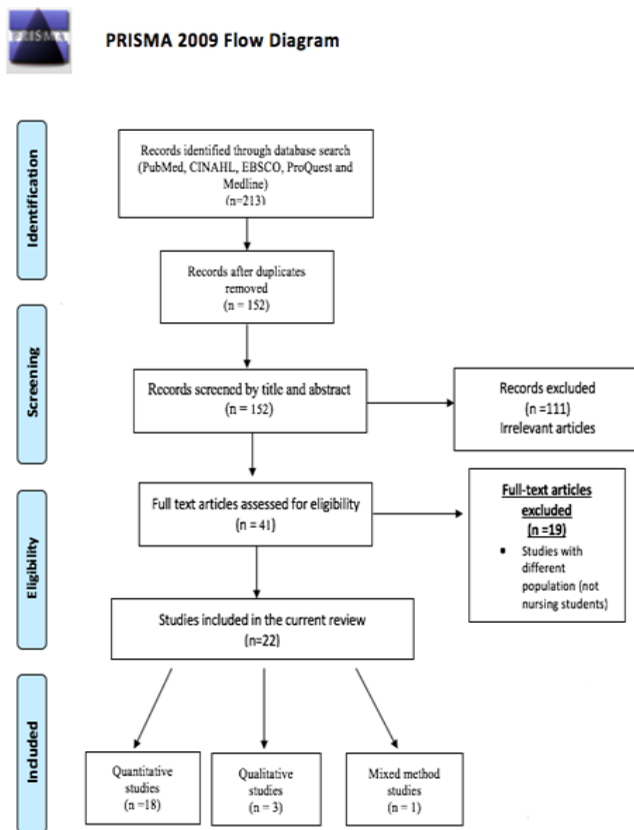 PRISMA
PRISMA 2009 Flow Diagram
Identification
Records identified through database search
(PubMed, CINAHL, EBSCO, ProQuest and
Medline)
(n=213)
Records after duplicates
removed
(n = 152)
Screening
Records screened by title and abstract
(n = 152)
Records excluded
(n =111)
Irrelevant articles
Eligibility
Full text articles assessed for eligibility
(n = 41)
Full-text articles
excluded
(n =19)
▪ Studies with
different
population (not
nursing students)
Studies included in the current review
(n=22)
Included
Quantitative
studies
(n =18)
Qualitative
studies
(n = 3)
Mixed method
studies
(n = 1)